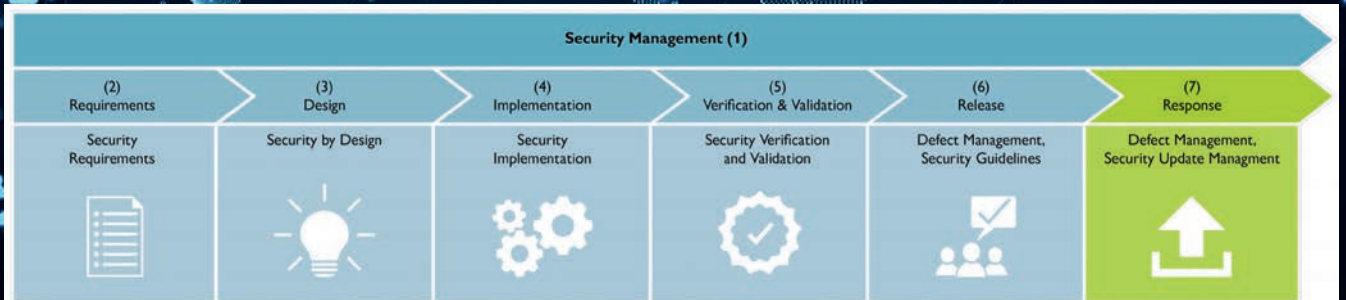 Security Management (1)
(2)
Requirements
(3)
Design
(4)
Implementation
(5)
Verification & Validation
(6)
Release
(7)
Response
Security
Requirements
Security by Design
Security
Implementation
Security Verification
and Validation
Defect Management,
Security Guidelines
Defect Management,
Security Update Managment